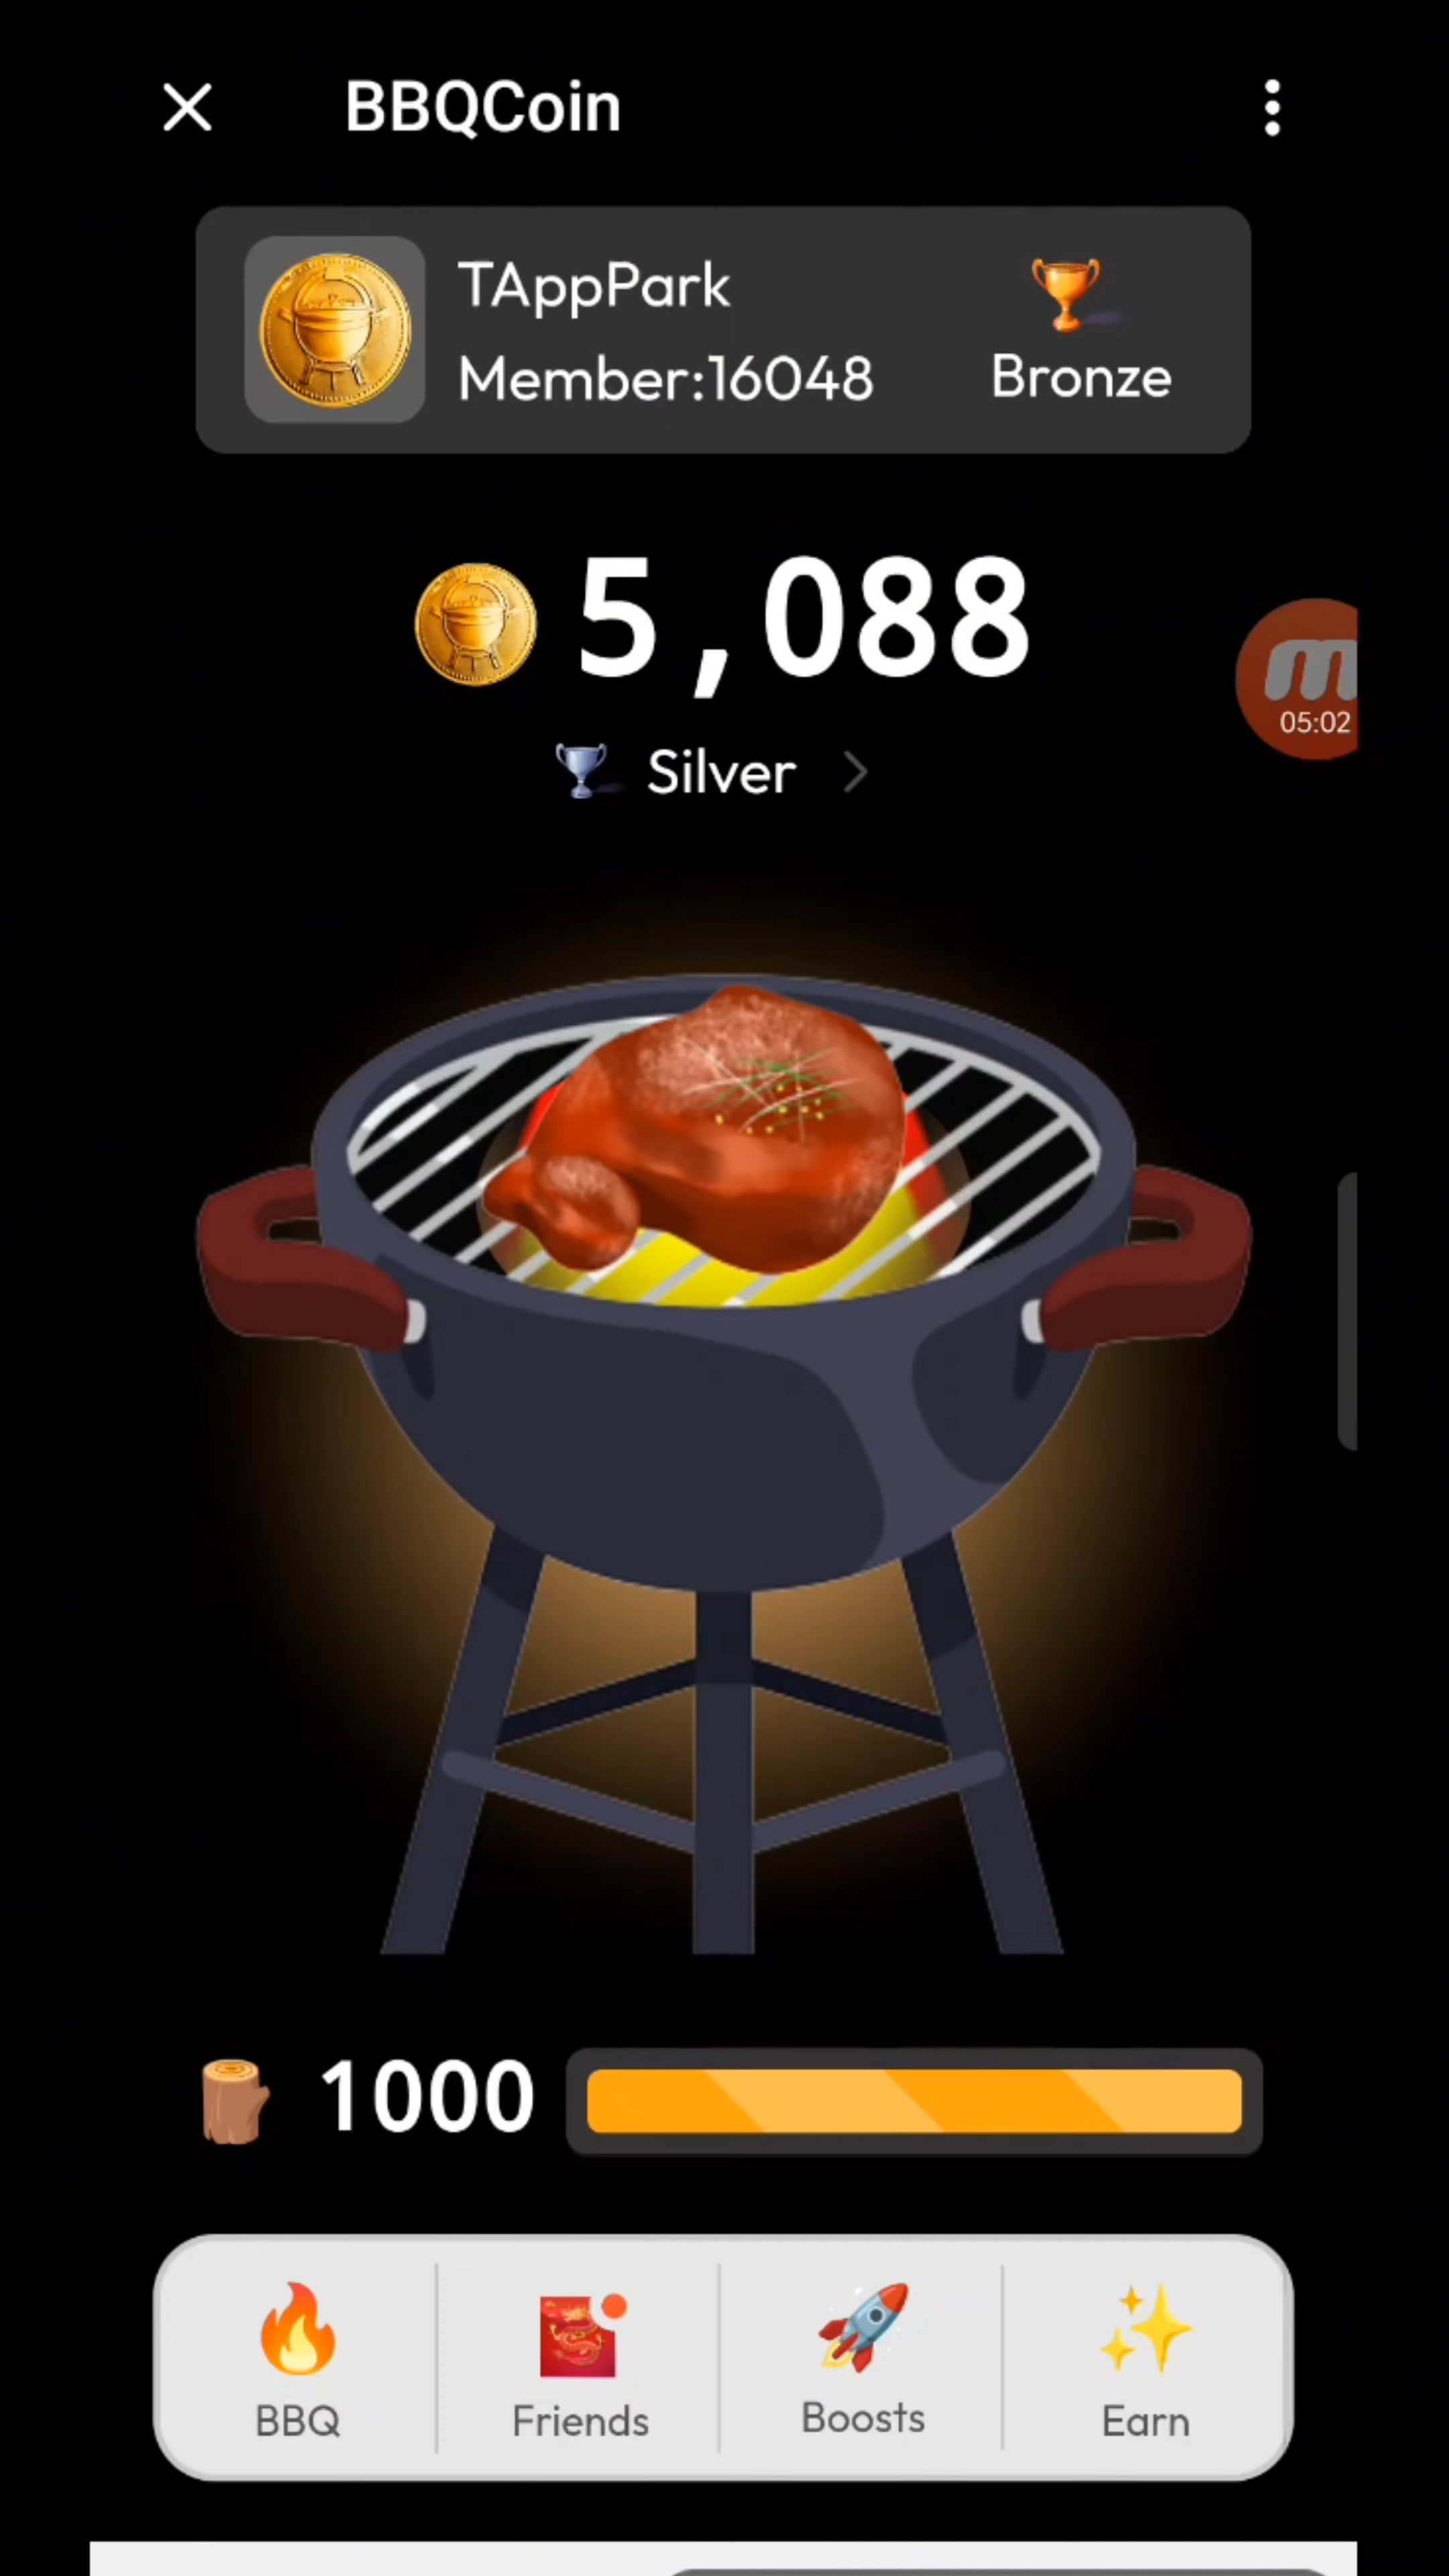 BBQCoin
TAppPark
Member:16048
Bronze
5,088
05:02
Silver
1000
BBQ
Friends
Boosts
Earn